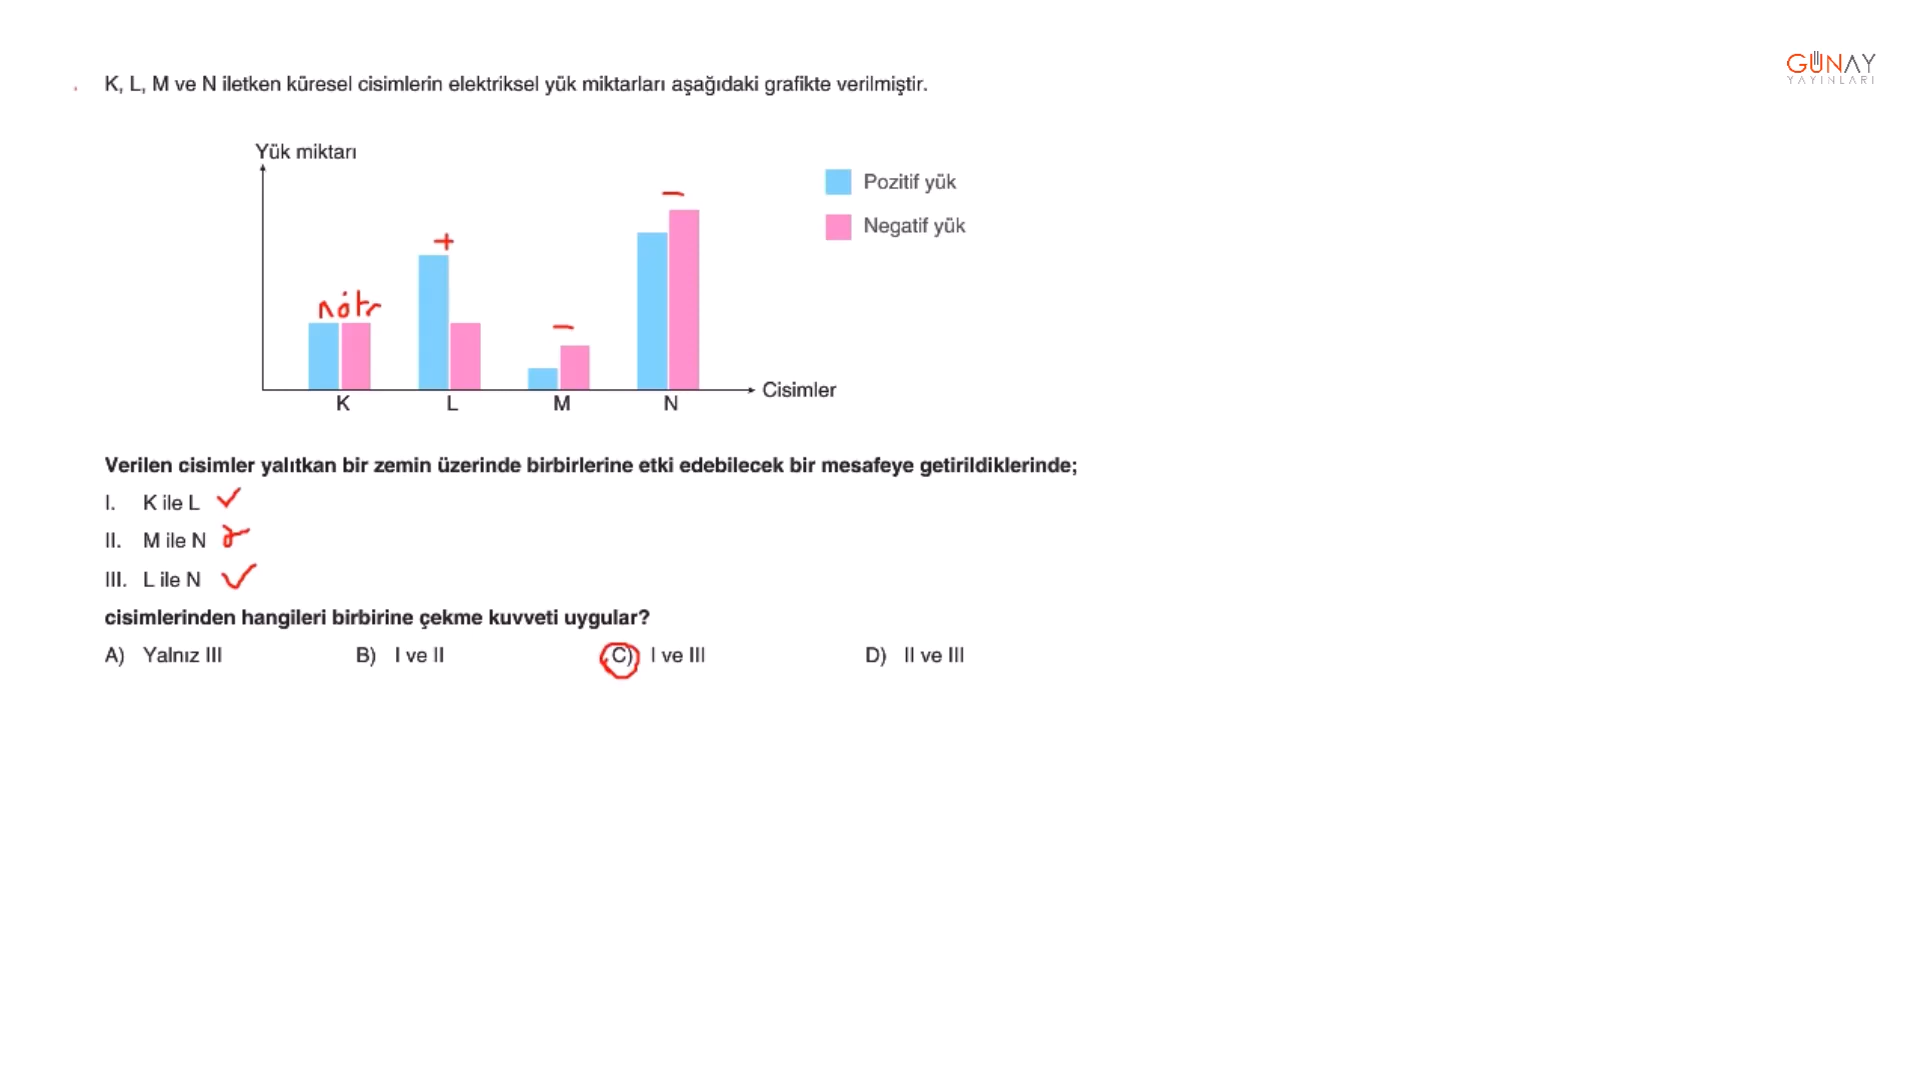 GÜNAY
YAYINLARI
K, L, M ve N iletken küresel cisimlerin elektriksel yük miktarları aşağıdaki grafikte verilmiştir.
Yük miktarı
Pozitif yük
Negatif yük
nötr
+
–
–
Cisimler
K L M N
Verilen cisimler yalıtkan bir zemin üzerinde birbirlerine etki edebilecek bir mesafeye getirildiklerinde;
I. K ile L
II. M ile N
III. L ile N
cisimlerinden hangileri birbirine çekme kuvveti uygular?
A) Yalnız III B) I ve II C) I ve III D) II ve III